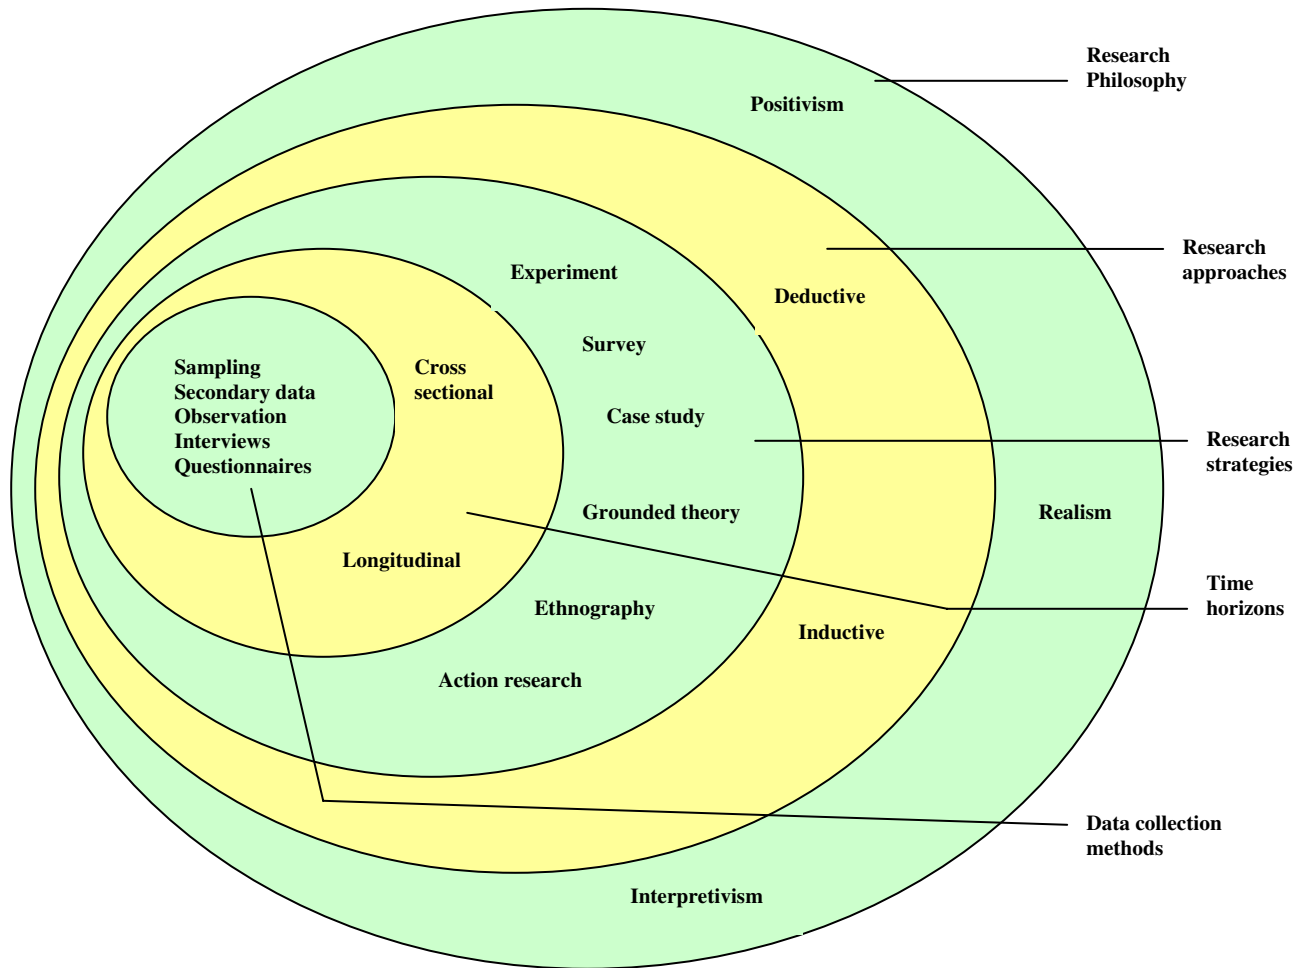 Research
Philosophy
Positivism
Research
approaches
Experiment
Deductive
Survey
Sampling
Secondary data
Observation
Interviews
Questionnaires
Cross
sectional
Case study
Research
strategies
Grounded theory
Realism
Longitudinal
Time
horizons
Ethnography
Inductive
Action research
Data collection
methods
Interpretivism